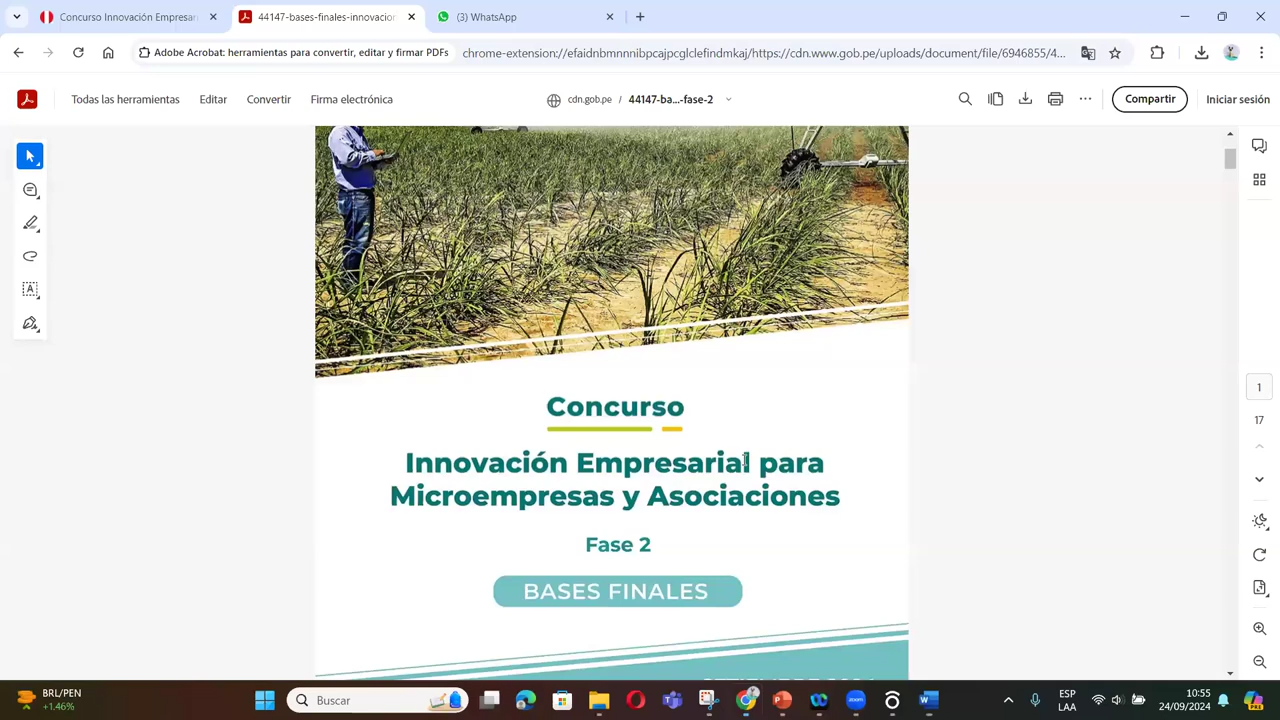 Concurso Innovación Empresar
44147-bases-finales-innovacion
(3) WhatsApp
Adobe Acrobat: herramientas para convertir, editar y firmar PDFs
chrome-extension://efaidnbmnnnibpcajpcglclefindmkaj/https://cdn.www.gob.pe/uploads/document/file/6946855/4...
Todas las herramientas
Editar
Convertir
Firma electrónica
cdn.gob.pe / 44147-ba...-fase-2
Compartir
Iniciar sesión
Concurso
Innovación Empresarial para
Microempresas y Asociaciones
Fase 2
BASES FINALES
1
17
BRL/PEN
+1.46%
Buscar
zoom
ESP
LAA
10:55
24/09/2024